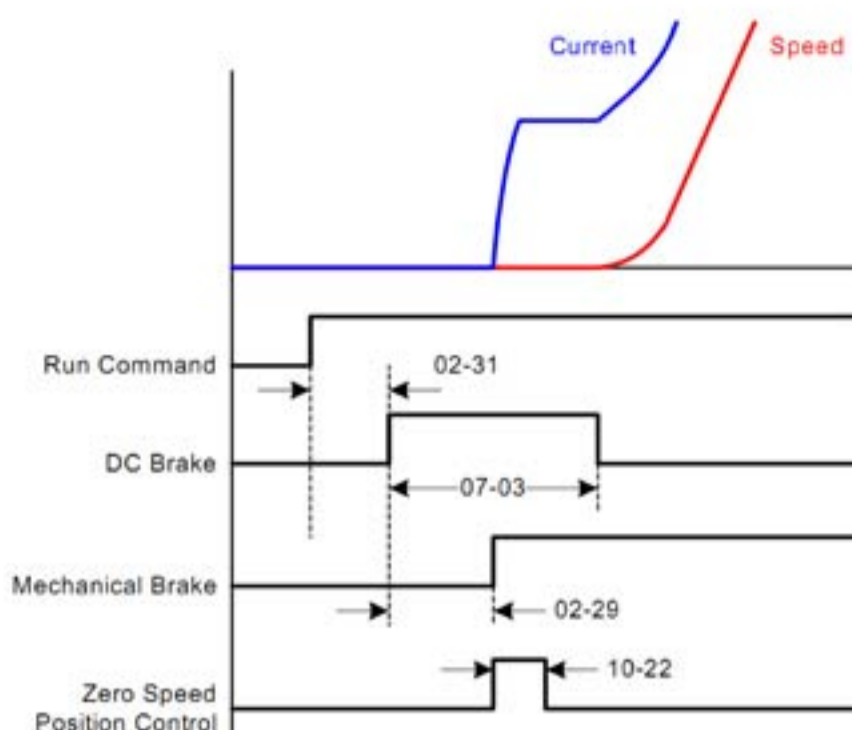 Current Speed
Run Command
02-31
DC Brake
07-03
Mechanical Brake
02-29
10-22
Zero Speed
Position Control